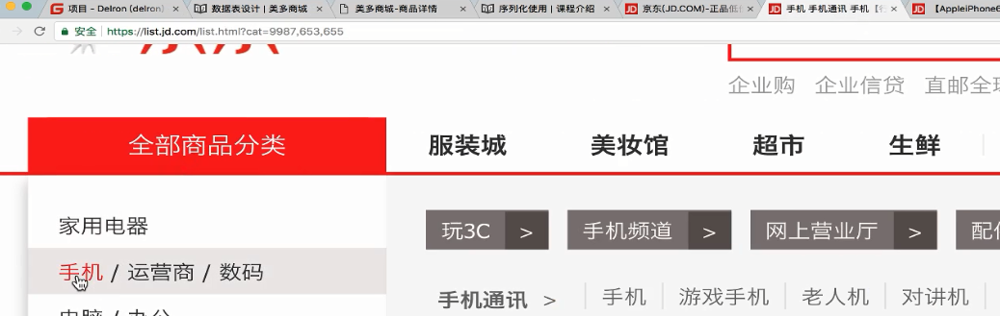 项目 - Delron (delron)
数据表设计 | 美多商城
美多商城-商品详情
序列化使用 | 课程介绍
京东(JD.COM)-正品低
手机 手机通讯 手机
【AppleiPhone6
安全 https://list.jd.com/list.html?cat=9987,653,655
企业购 企业信贷 直邮全球
全部商品分类 服装城 美妆馆 超市 生鲜
家用电器
玩3C > 手机频道 > 网上营业厅 > 配件
手机 / 运营商 / 数码
手机通讯 > 手机 游戏手机 老人机 对讲机
电脑 / 办公